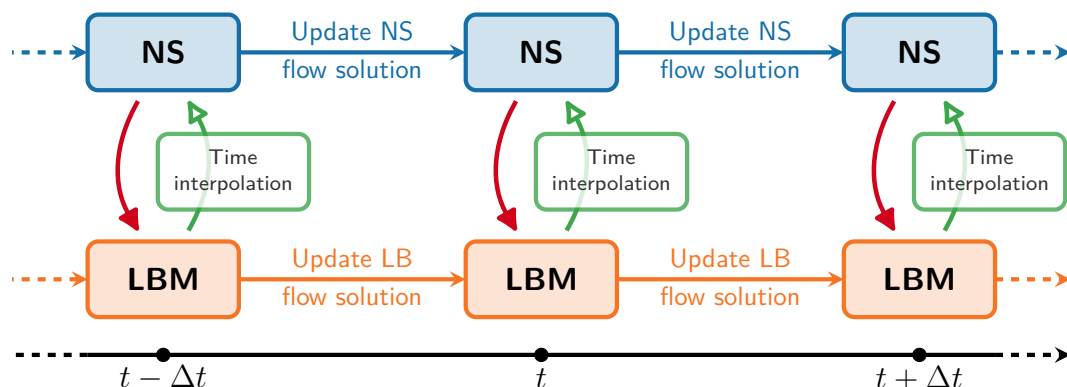 NS
Update NS
flow solution
NS
Update NS
flow solution
NS
Time
interpolation
Time
interpolation
Time
interpolation
LBM
Update LB
flow solution
LBM
Update LB
flow solution
LBM
t − Δt
t
t + Δt